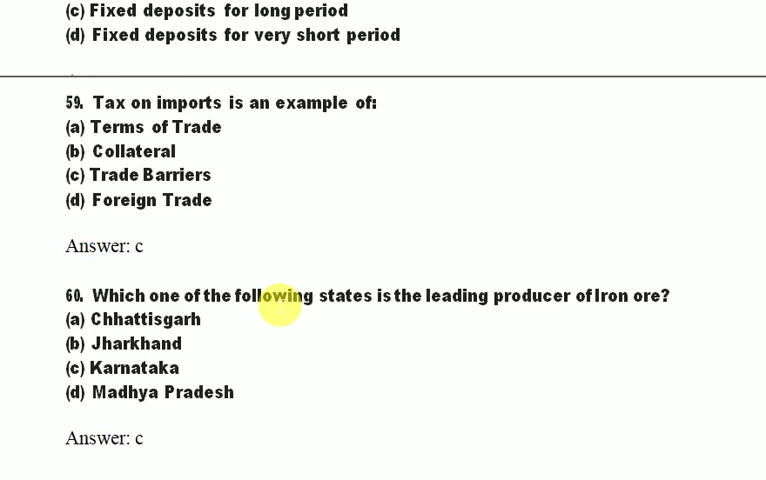 (c) Fixed deposits for long period
(d) Fixed deposits for very short period
59. Tax on imports is an example of:
(a) Terms of Trade
(b) Collateral
(c) Trade Barriers
(d) Foreign Trade
Answer: c
60. Which one of the following states is the leading producer of Iron ore?
(a) Chhattisgarh
(b) Jharkhand
(c) Karnataka
(d) Madhya Pradesh
Answer: c